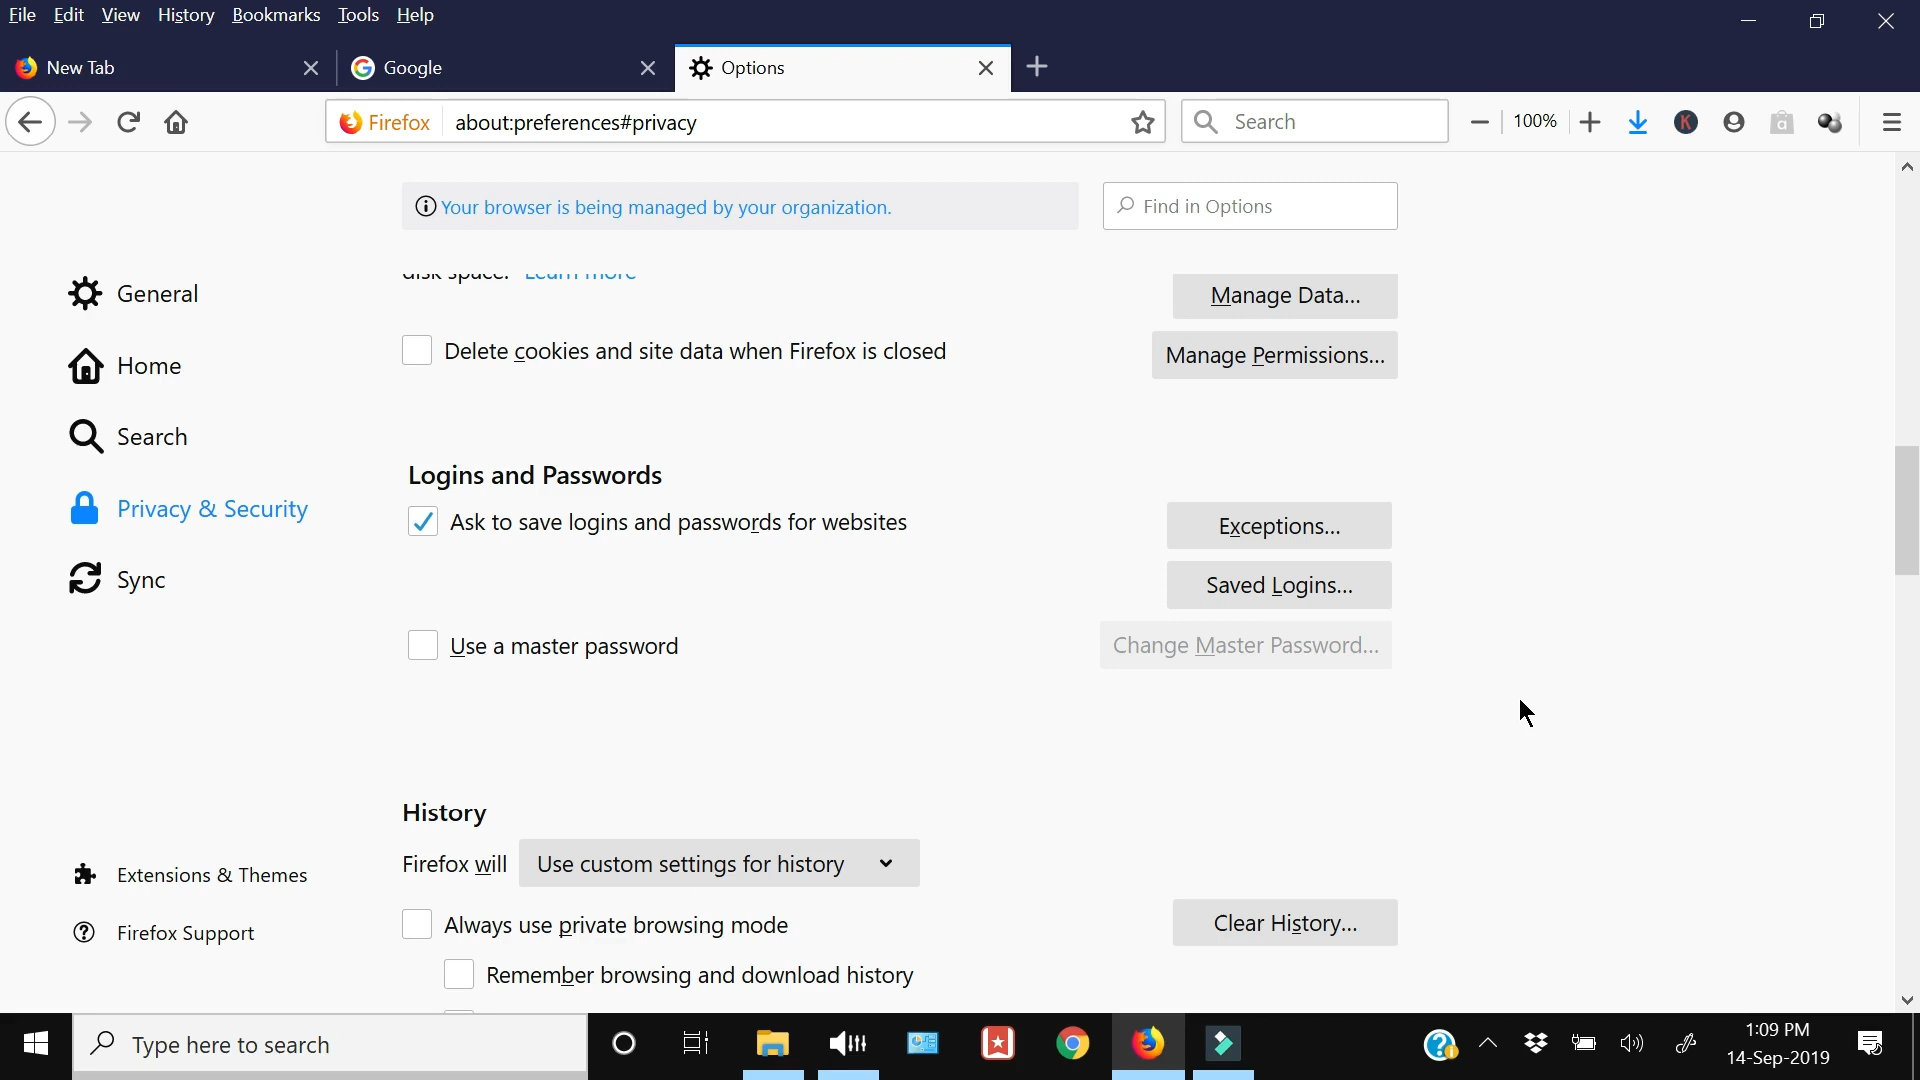 File Edit View History Bookmarks Tools Help
New Tab Google Options
Firefox about:preferences#privacy Search 100%
Your browser is being managed by your organization. Find in Options
disk space. Learn more
Manage Data...
General
Delete cookies and site data when Firefox is closed Manage Permissions...
Home
Search
Logins and Passwords
Privacy & Security
Ask to save logins and passwords for websites Exceptions...
Sync
Saved Logins...
Use a master password Change Master Password...
History
Firefox will Use custom settings for history
Extensions & Themes
Always use private browsing mode Clear History...
Firefox Support
Remember browsing and download history
Type here to search
1:09 PM
14-Sep-2019